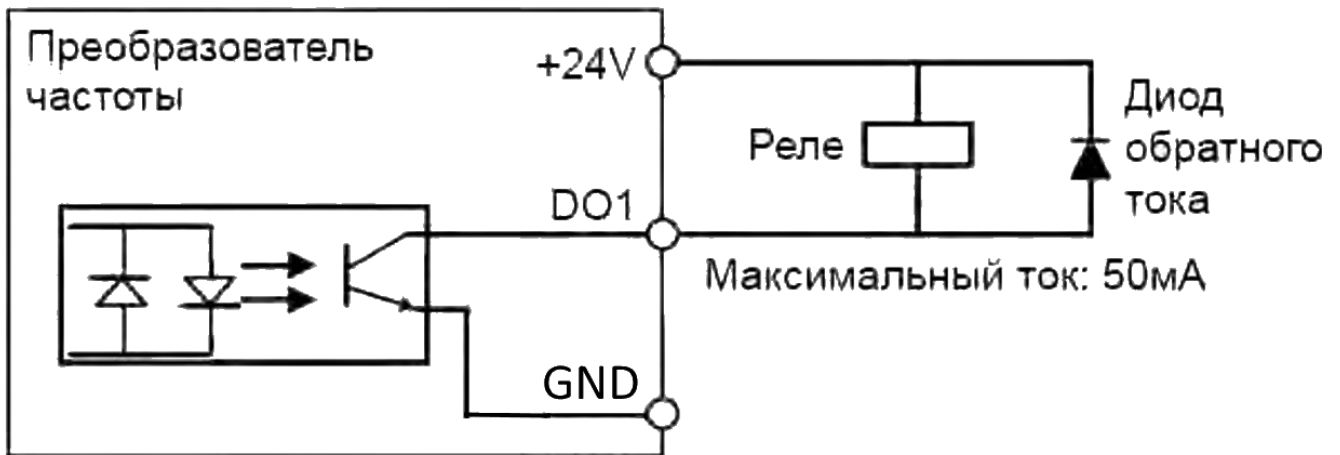 Преобразователь
частоты
+24V
Диод
обратного
тока
Реле
DO1
Максимальный ток: 50мА
GND